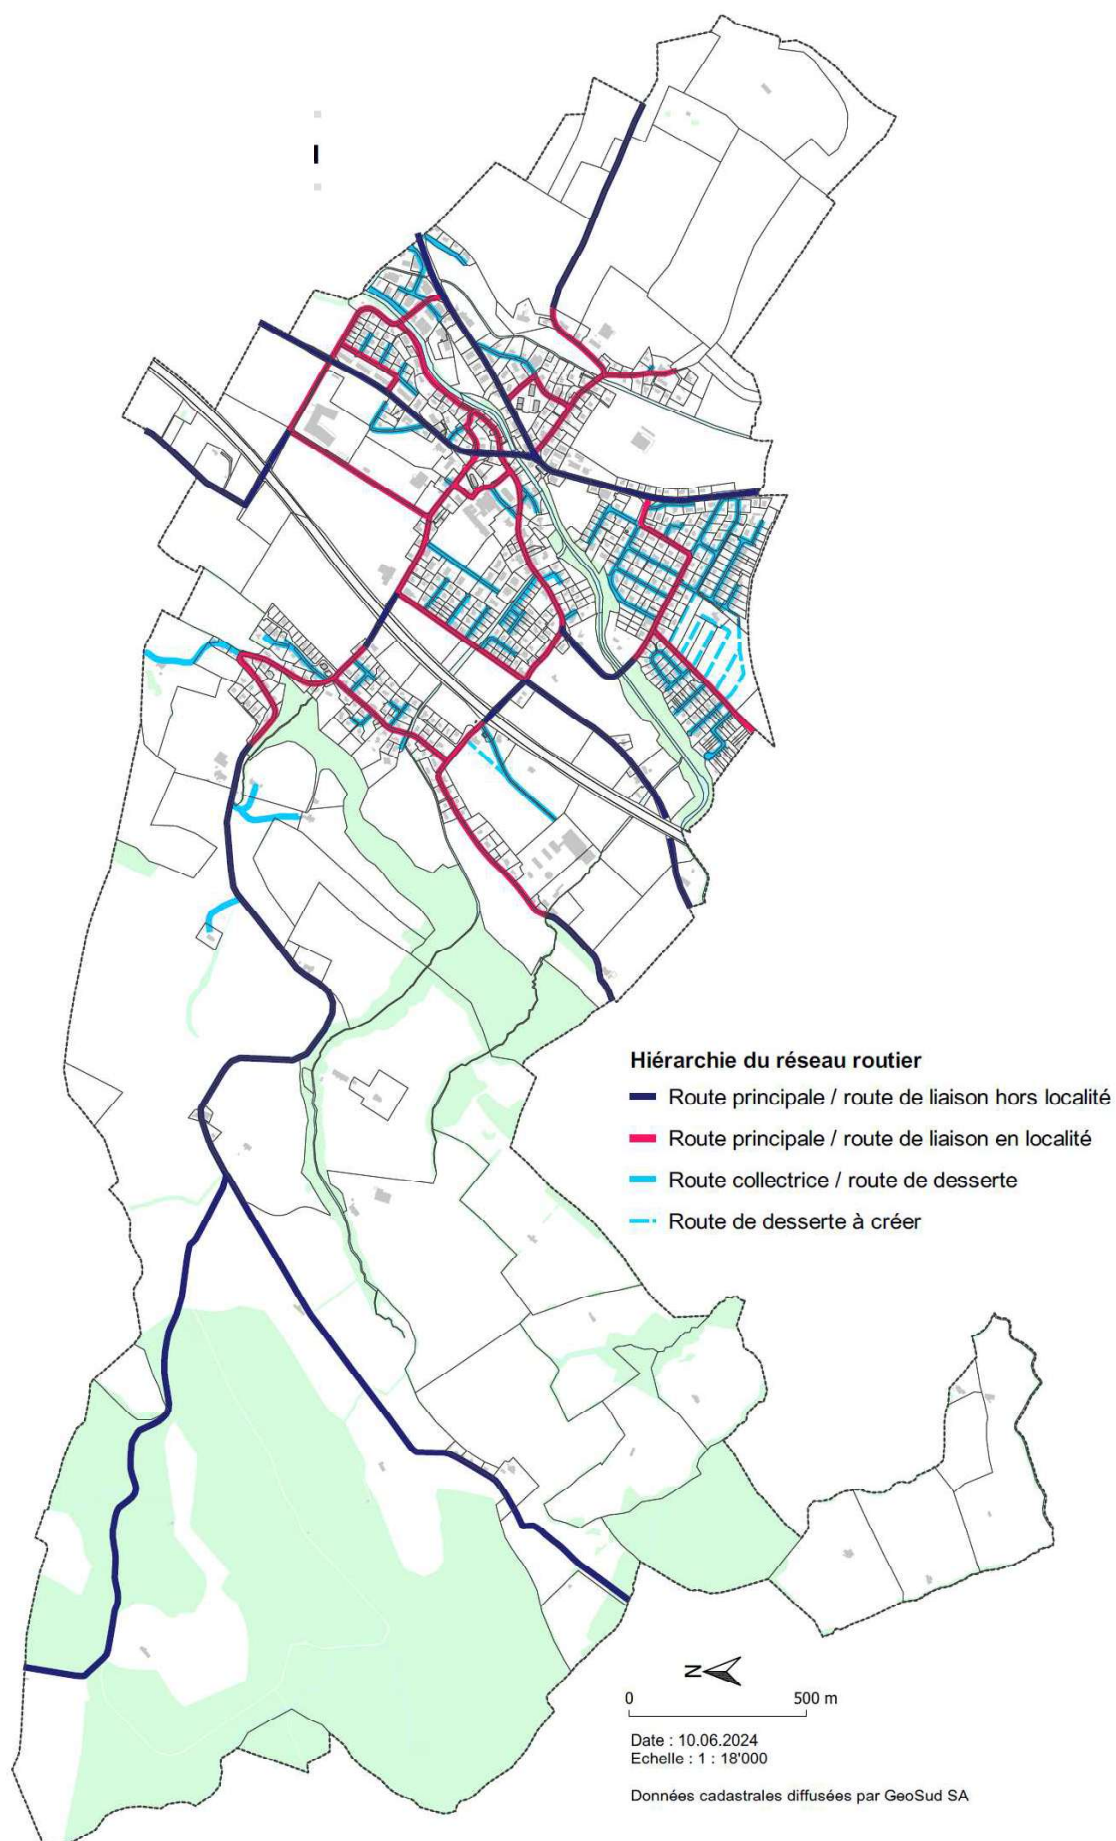 Hiérarchie du réseau routier
Route principale / route de liaison hors localité
Route principale / route de liaison en localité
Route collectrice / route de desserte
Route de desserte à créer
N
0 500 m
Date : 10.06.2024
Echelle : 1 : 18'000
Données cadastrales diffusées par GeoSud SA